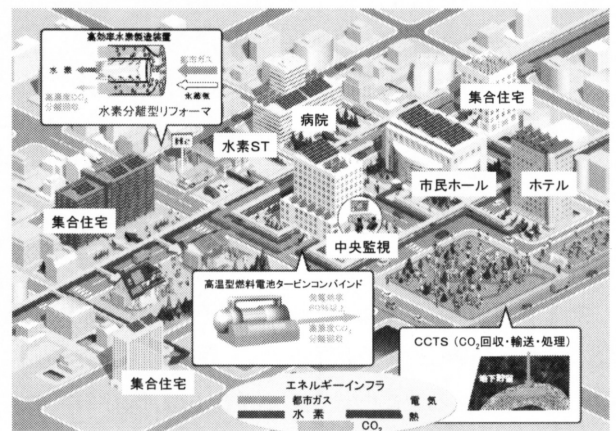 高効率水素製造装置
水素
都市ガス
水蒸気
高濃度CO₂
分離回収
水素分離型リフォーマ
水素ST
病院
集合住宅
市民ホール
ホテル
集合住宅
中央監視
高温型燃料電池タービンコンバインド
発電効率
60%以上
高濃度CO₂
分離回収
CCTS（CO₂回収・輸送・処理）
地下貯留
集合住宅
エネルギーインフラ
都市ガス
電気
水素
熱
CO₂